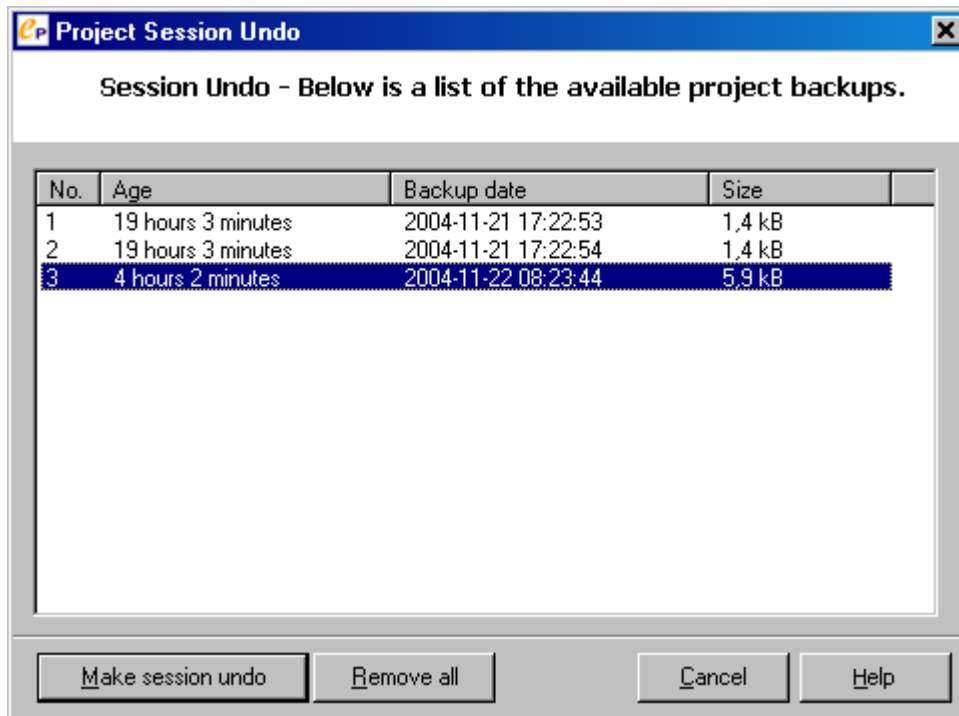 eP Project Session Undo
Session Undo - Below is a list of the available project backups.
No. Age Backup date Size
1 19 hours 3 minutes 2004-11-21 17:22:53 1,4 kB
2 19 hours 3 minutes 2004-11-21 17:22:54 1,4 kB
3 4 hours 2 minutes 2004-11-22 08:23:44 5,9 kB
Make session undo Remove all Cancel Help